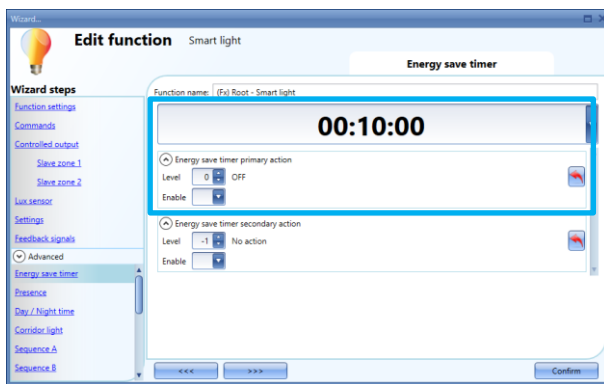 Wizard...
Edit function Smart light
Energy save timer
Wizard steps
Function settings
Commands
Controlled output
Slave zone 1
Slave zone 2
Lux sensor
Settings
Feedback signals
Advanced
Energy save timer
Presence
Day / Night time
Corridor light
Sequence A
Sequence B
Function name: (Fx) Root - Smart light
00:10:00
Energy save timer primary action
Level 0 OFF
Enable
Energy save timer secondary action
Level -1 No action
Enable
<<< >>> Confirm